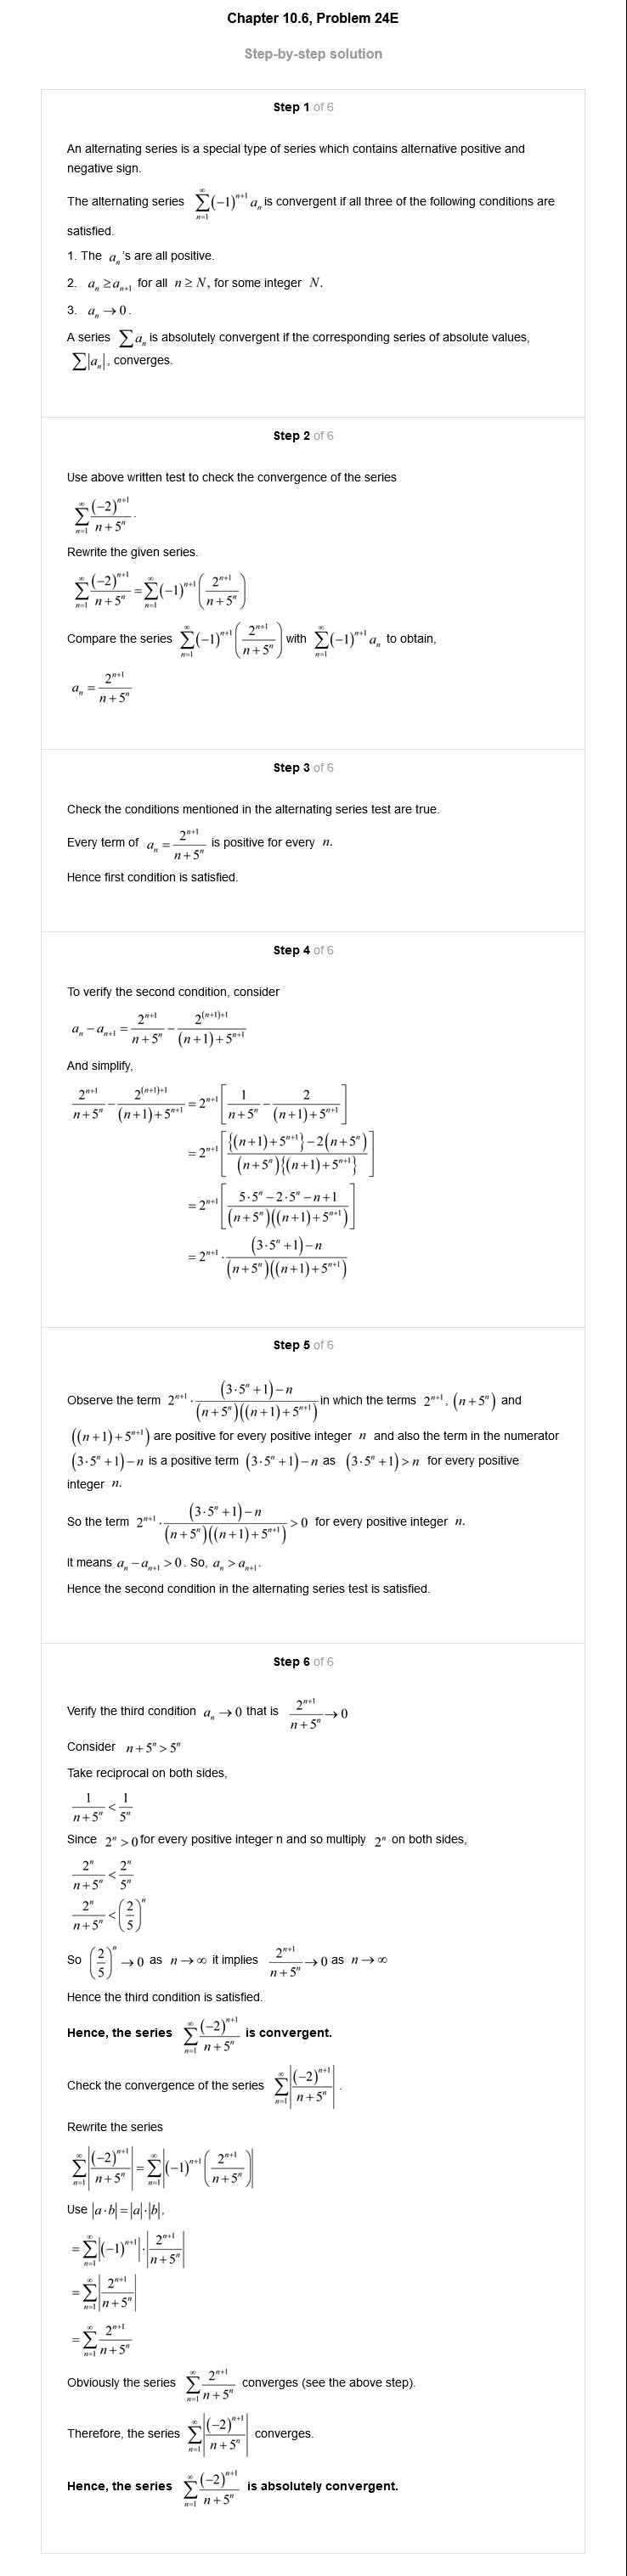 Chapter 10.6, Problem 24E
Step-by-step solution
Step 1 of 6
An alternating series is a special type of series which contains alternative positive and
negative sign.
The alternating series $\sum_{n=1}^{\infty}(-1)^{n+1} a_n$ is convergent if all three of the following conditions are
satisfied.
1. The $a_n$'s are all positive.
2. $a_n \geq a_{n+1}$ for all $n \geq N$, for some integer $N$.
3. $a_n \to 0$.
A series $\sum a_n$ is absolutely convergent if the corresponding series of absolute values,
$\sum |a_n|$, converges.
Step 2 of 6
Use above written test to check the convergence of the series
$\sum_{n=1}^{\infty} \frac{(-2)^{n+1}}{n+5^n}$.
Rewrite the given series.
$\sum_{n=1}^{\infty} \frac{(-2)^{n+1}}{n+5^n} = \sum_{n=1}^{\infty} (-1)^{n+1} \left(\frac{2^{n+1}}{n+5^n}\right)$
Compare the series $\sum_{n=1}^{\infty} (-1)^{n+1} \left(\frac{2^{n+1}}{n+5^n}\right)$ with $\sum_{n=1}^{\infty} (-1)^{n+1} a_n$ to obtain,
$a_n = \frac{2^{n+1}}{n+5^n}$
Step 3 of 6
Check the conditions mentioned in the alternating series test are true.
Every term of $a_n = \frac{2^{n+1}}{n+5^n}$ is positive for every $n$.
Hence first condition is satisfied.
Step 4 of 6
To verify the second condition, consider
$a_n - a_{n+1} = \frac{2^{n+1}}{n+5^n} - \frac{2^{(n+1)+1}}{(n+1)+5^{n+1}}$
And simplify,
$\frac{2^{n+1}}{n+5^n} - \frac{2^{(n+1)+1}}{(n+1)+5^{n+1}} = 2^{n+1} \left[\frac{1}{n+5^n} - \frac{2}{(n+1)+5^{n+1}}\right]$
$= 2^{n+1} \left[\frac{\{(n+1)+5^{n+1}\} - 2(n+5^n)}{(n+5^n)\{(n+1)+5^{n+1}\}}\right]$
$= 2^{n+1} \left[\frac{5 \cdot 5^n - 2 \cdot 5^n - n + 1}{(n+5^n)((n+1)+5^{n+1})}\right]$
$= 2^{n+1} \cdot \frac{(3 \cdot 5^n + 1) - n}{(n+5^n)((n+1)+5^{n+1})}$
Step 5 of 6
Observe the term $2^{n+1} \cdot \frac{(3 \cdot 5^n + 1) - n}{(n+5^n)((n+1)+5^{n+1})}$ in which the terms $2^{n+1}$, $(n+5^n)$ and
$((n+1)+5^{n+1})$ are positive for every positive integer $n$ and also the term in the numerator
$(3 \cdot 5^n + 1) - n$ is a positive term $(3 \cdot 5^n + 1) - n$ as $(3 \cdot 5^n + 1) > n$ for every positive
integer $n$.
So the term $2^{n+1} \cdot \frac{(3 \cdot 5^n + 1) - n}{(n+5^n)((n+1)+5^{n+1})} > 0$ for every positive integer $n$.
It means $a_n - a_{n+1} > 0$. So, $a_n > a_{n+1}$.
Hence the second condition in the alternating series test is satisfied.
Step 6 of 6
Verify the third condition $a_n \to 0$ that is $\frac{2^{n+1}}{n+5^n} \to 0$
Consider $n + 5^n > 5^n$
Take reciprocal on both sides,
$\frac{1}{n+5^n} < \frac{1}{5^n}$
Since $2^n > 0$ for every positive integer n and so multiply $2^n$ on both sides,
$\frac{2^n}{n+5^n} < \frac{2^n}{5^n}$
$\frac{2^n}{n+5^n} < \left(\frac{2}{5}\right)^n$
So $\left(\frac{2}{5}\right)^n \to 0$ as $n \to \infty$ it implies $\frac{2^{n+1}}{n+5^n} \to 0$ as $n \to \infty$
Hence the third condition is satisfied.
Hence, the series $\sum_{n=1}^{\infty} \frac{(-2)^{n+1}}{n+5^n}$ is convergent.
Check the convergence of the series $\sum_{n=1}^{\infty} \left|\frac{(-2)^{n+1}}{n+5^n}\right|$.
Rewrite the series
$\sum_{n=1}^{\infty} \left|\frac{(-2)^{n+1}}{n+5^n}\right| = \sum_{n=1}^{\infty} \left|(-1)^{n+1} \left(\frac{2^{n+1}}{n+5^n}\right)\right|$
Use $|a \cdot b| = |a| \cdot |b|$,
$= \sum_{n=1}^{\infty} \left|(-1)^{n+1}\right| \cdot \left|\frac{2^{n+1}}{n+5^n}\right|$
$= \sum_{n=1}^{\infty} \left|\frac{2^{n+1}}{n+5^n}\right|$
$= \sum_{n=1}^{\infty} \frac{2^{n+1}}{n+5^n}$
Obviously the series $\sum_{n=1}^{\infty} \frac{2^{n+1}}{n+5^n}$ converges (see the above step).
Therefore, the series $\sum_{n=1}^{\infty} \left|\frac{(-2)^{n+1}}{n+5^n}\right|$ converges.
Hence, the series $\sum_{n=1}^{\infty} \frac{(-2)^{n+1}}{n+5^n}$ is absolutely convergent.